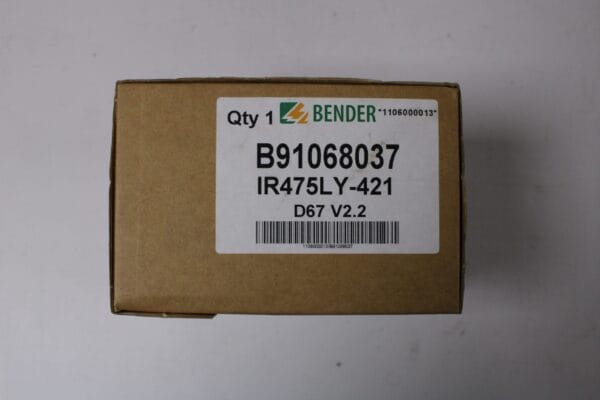 Qty 1 BENDER *1106000013*
B91068037
IR475LY-421
D67 V2.2